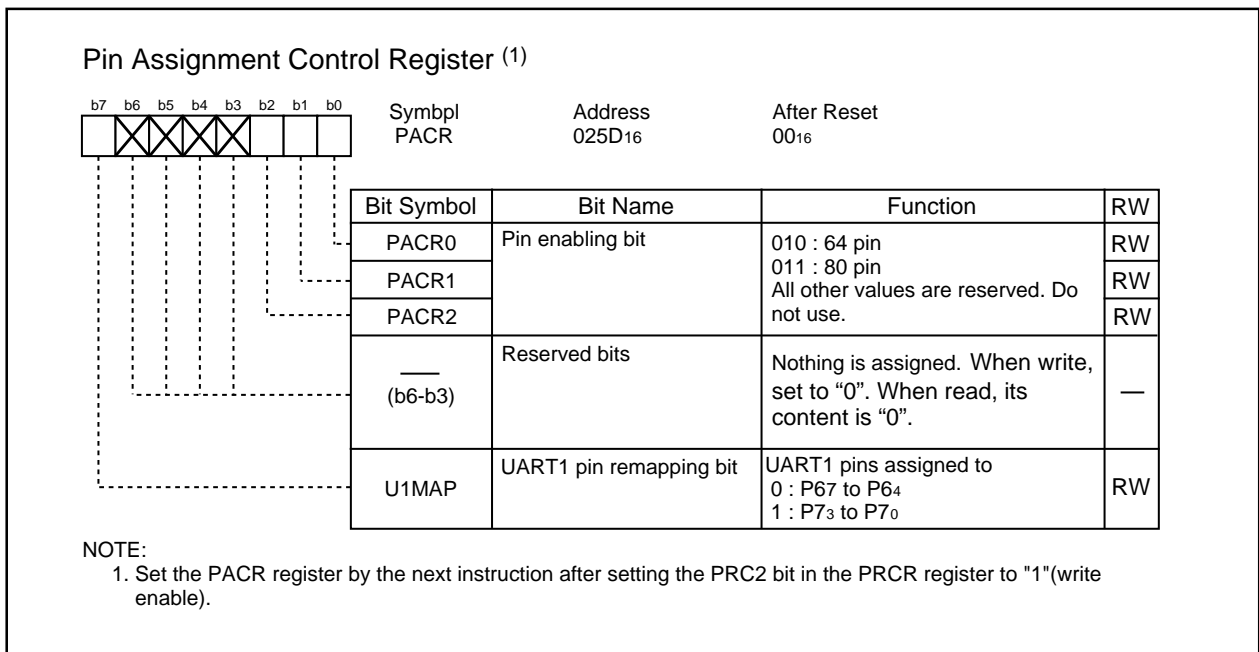 Pin Assignment Control Register (1)
b7 b6 b5 b4 b3 b2 b1 b0
Symbpl Address After Reset
PACR 025D16 0016
Bit Symbol Bit Name Function RW
PACR0 Pin enabling bit 010 : 64 pin RW
011 : 80 pin
PACR1 All other values are reserved. Do RW
PACR2 not use. RW
Reserved bits Nothing is assigned. When write,
(b6-b3) set to “0”. When read, its —
content is “0”.
UART1 pin remapping bit UART1 pins assigned to
U1MAP 0 : P67 to P64 RW
1 : P73 to P70
NOTE:
1. Set the PACR register by the next instruction after setting the PRC2 bit in the PRCR register to "1"(write
enable).